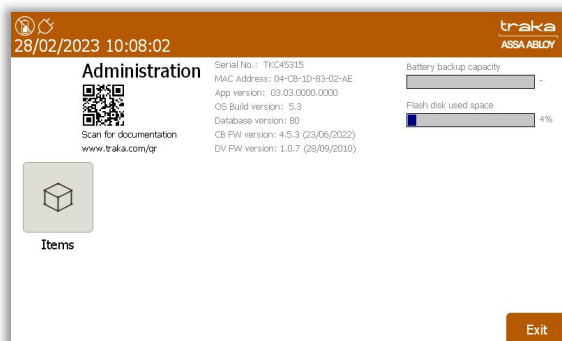 28/02/2023 10:08:02
traka
ASSA ABLOY
Administration
Scan for documentation
www.traka.com/qr
Serial No.: TKC45315
MAC Address: 04-CB-1D-83-02-AE
App version: 03.03.0000.0000
OS Build version: 5.3
Database version: 80
CB FW version: 4.5.3 (23/06/2022)
DV FW version: 1.0.7 (28/09/2010)
Battery backup capacity
-
Flash disk used space
4%
Items
Exit